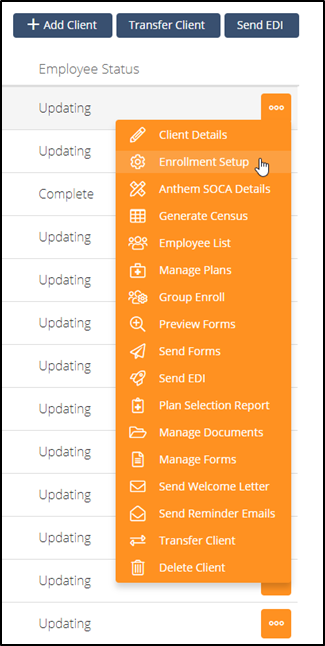 + Add Client Transfer Client Send EDI
Employee Status
Updating
Client Details
Updating
Enrollment Setup
Anthem SOCA Details
Complete
Generate Census
Updating
Employee List
Manage Plans
Updating
Group Enroll
Updating
Preview Forms
Send Forms
Updating
Send EDI
Updating
Plan Selection Report
Updating
Manage Documents
Updating
Manage Forms
Updating
Send Welcome Letter
Send Reminder Emails
Updating
Transfer Client
Delete Client
Updating
Updating